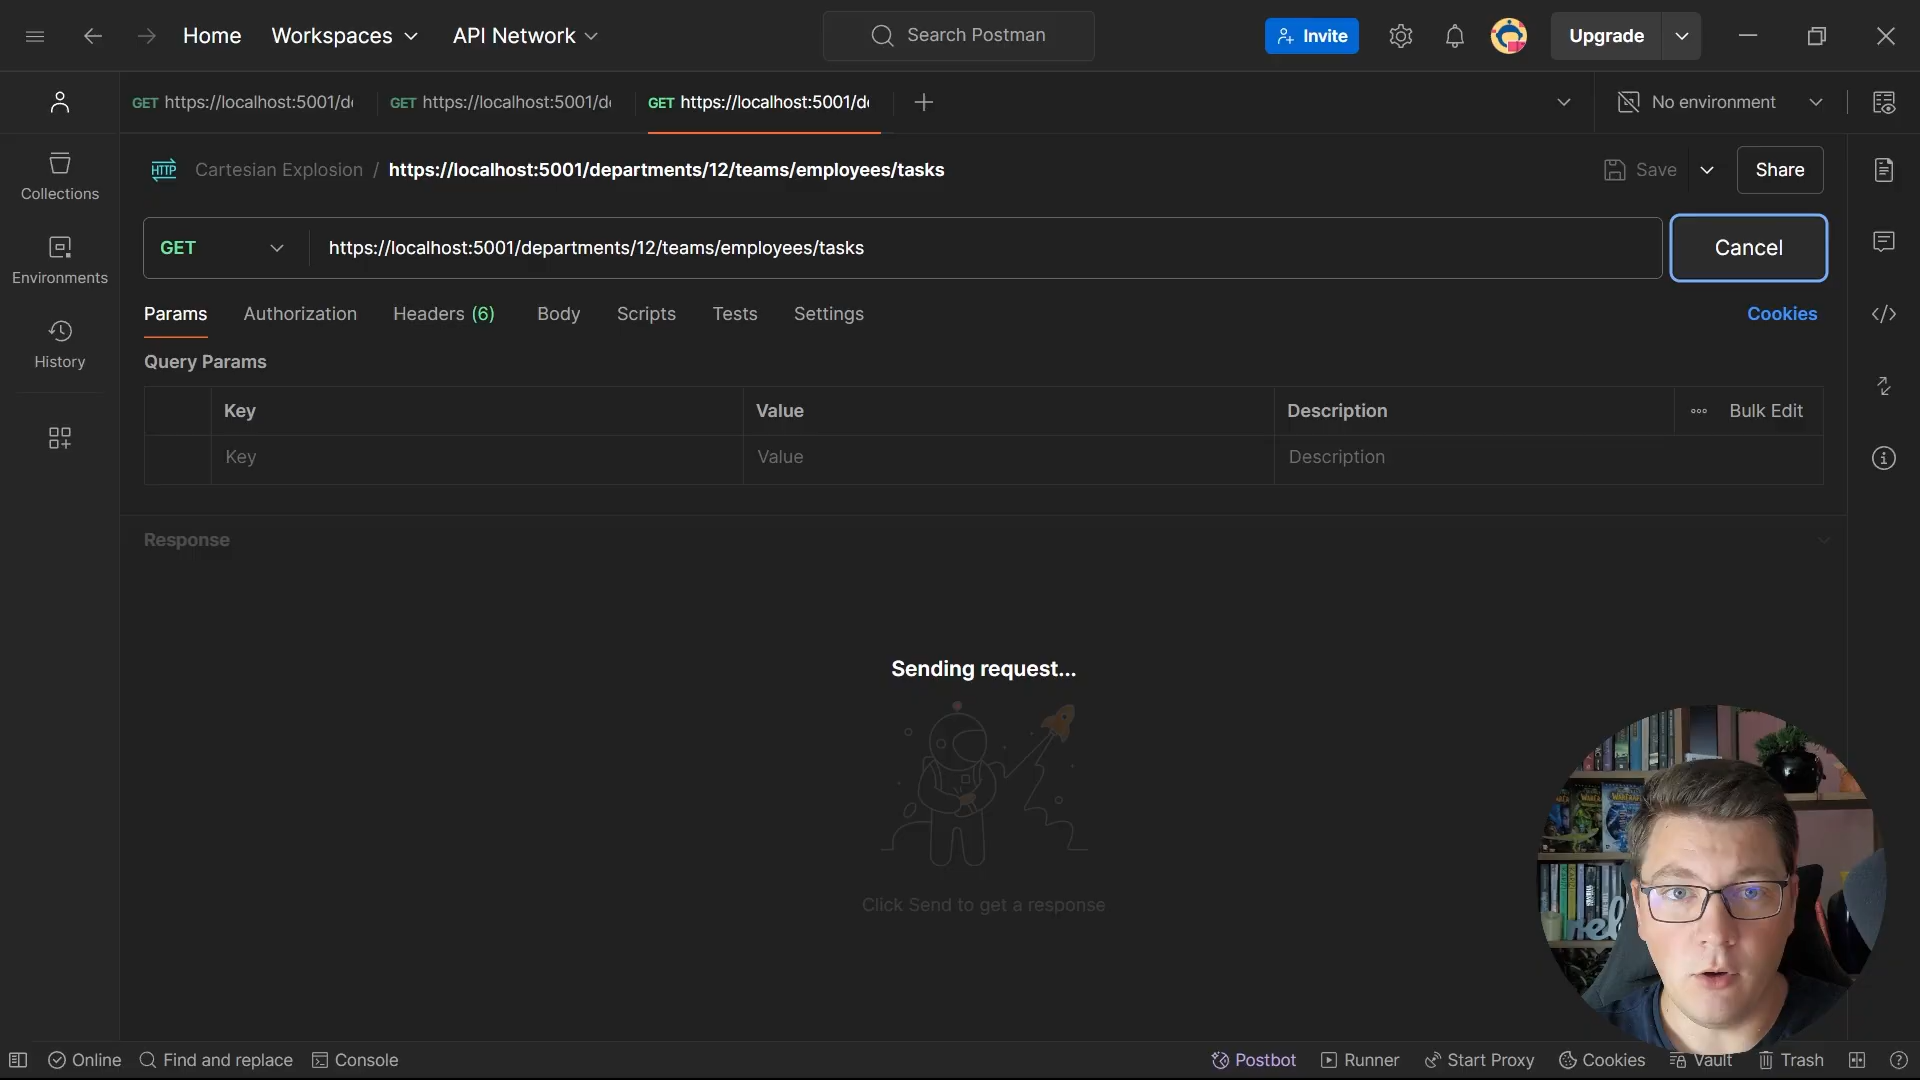 Home
Workspaces
API Network
Search Postman
Invite
Upgrade
GET https://localhost:5001/d
GET https://localhost:5001/d
GET https://localhost:5001/d
No environment
HTTP
Cartesian Explosion / https://localhost:5001/departments/12/teams/employees/tasks
Save
Share
Collections
GET
https://localhost:5001/departments/12/teams/employees/tasks
Cancel
Environments
Params
Authorization
Headers (6)
Body
Scripts
Tests
Settings
Cookies
History
Query Params
Key
Value
Description
Bulk Edit
Key
Value
Description
Response
Sending request...
Click Send to get a response
Online
Find and replace
Console
Postbot
Runner
Start Proxy
Cookies
Vault
Trash